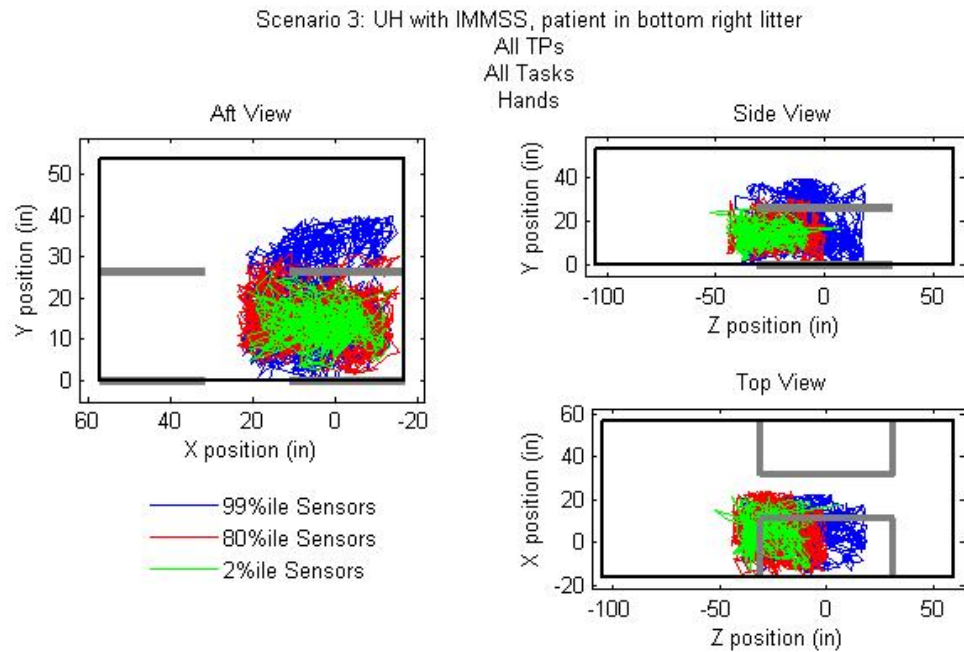 Scenario 3: UH with IMMSS, patient in bottom right litter
All TPs
All Tasks
Hands
Aft View
50
40
30
20
10
0
60 40 20 0 -20
Y position (in)
X position (in)
Side View
40
20
0
-100 -50 0 50
Y position (in)
Z position (in)
Top View
60
40
20
0
-20
-100 -50 0 50
X position (in)
Z position (in)
99%ile Sensors
80%ile Sensors
2%ile Sensors